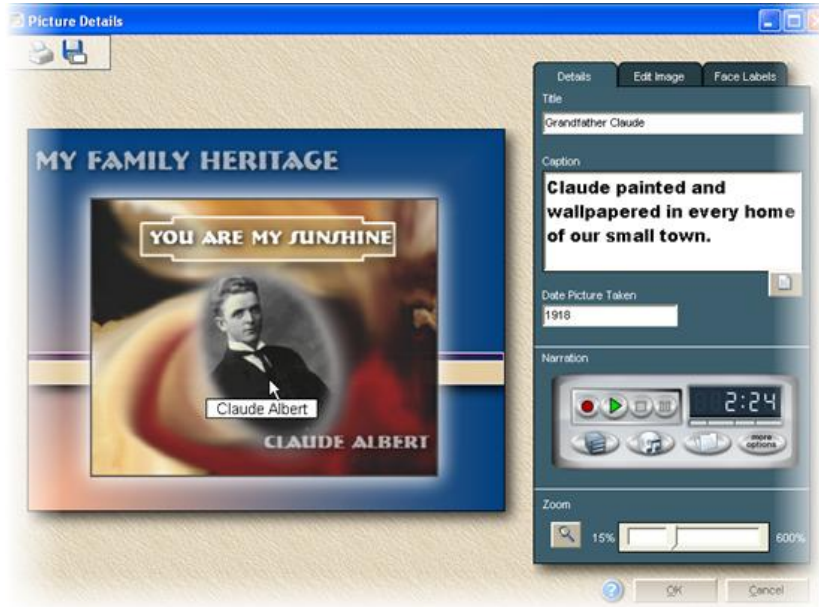 Picture Details
Details
Edit Image
Face Labels
Title
Grandfather Claude
MY FAMILY HERITAGE
Caption
Claude painted and
wallpapered in every home
of our small town.
YOU ARE MY SUNSHINE
Date Picture Taken
1918
Narration
2:24
Claude Albert
more
options
CLAUDE ALBERT
Zoom
15%
600%
OK
Cancel